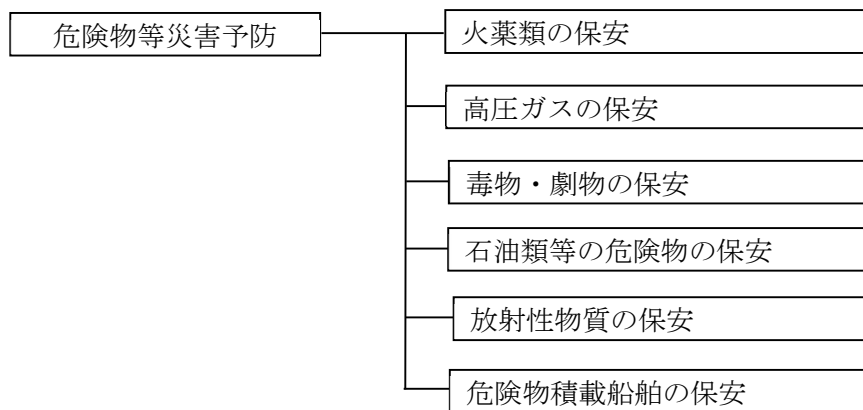 危険物等災害予防
火薬類の保安
高圧ガスの保安
毒物・劇物の保安
石油類等の危険物の保安
放射性物質の保安
危険物積載船舶の保安